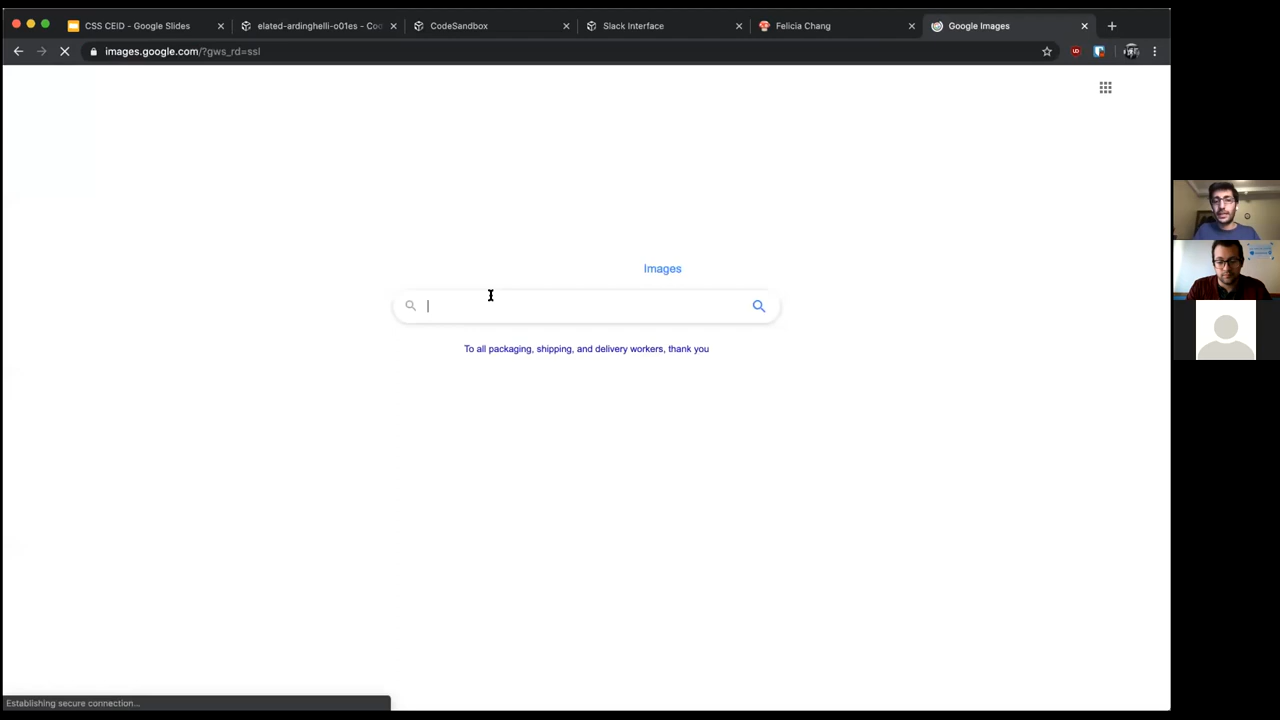 CSS CEID - Google Slides
elated-ardinghelli-o01es - Coc
CodeSandbox
Slack Interface
Felicia Chang
Google Images
images.google.com/?gws_rd=ssl
Images
To all packaging, shipping, and delivery workers, thank you
Establishing secure connection...